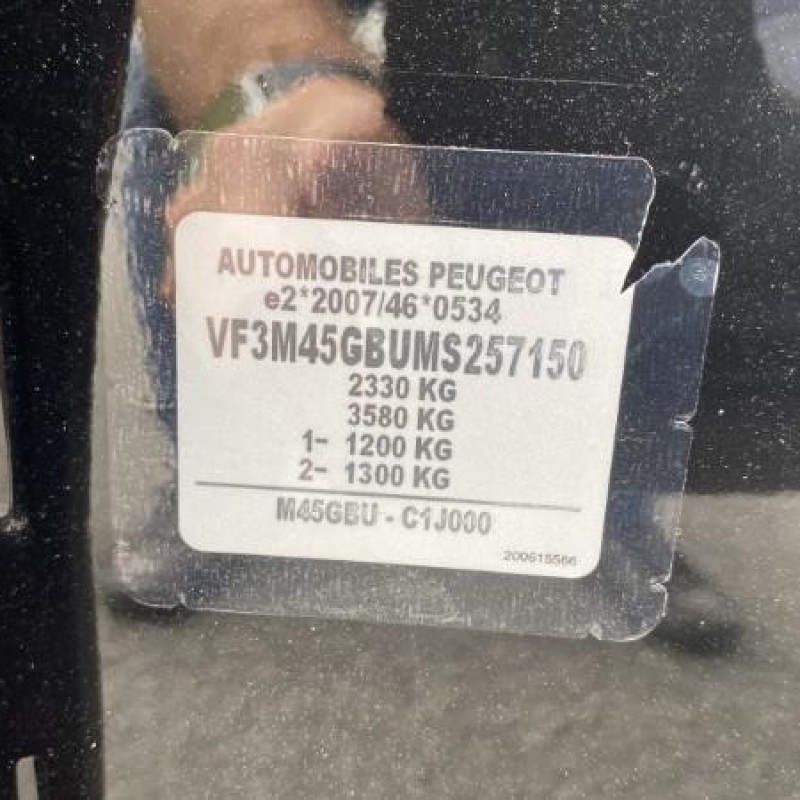 AUTOMOBILES PEUGEOT
e2*2007/46*0534
VF3M45GBUMS257150
2330 KG
3580 KG
1- 1200 KG
2- 1300 KG
M45GBU - C1J000
200615566